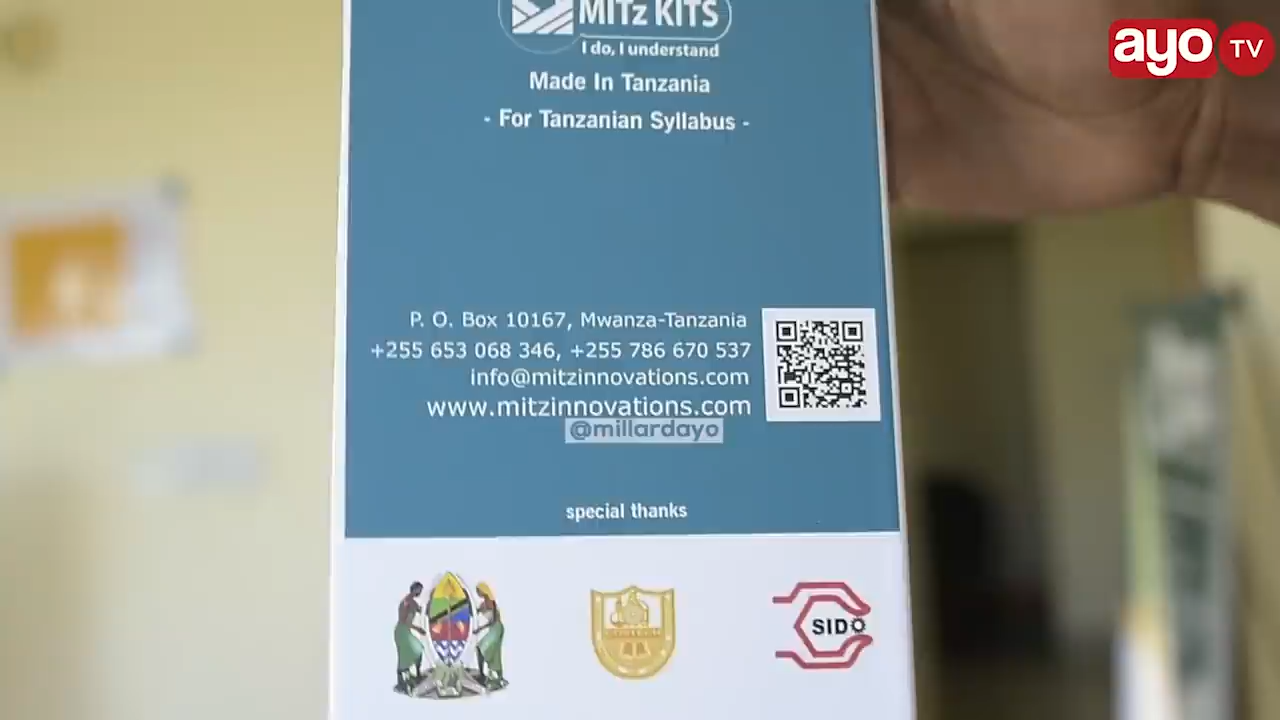 MITz KITS
I do, I understand
Made In Tanzania
- For Tanzanian Syllabus -
P. O. Box 10167, Mwanza-Tanzania
+255 653 068 346, +255 786 670 537
info@mitzinnovations.com
www.mitzinnovations.com
@millardayo
special thanks
SIDO
ayo TV